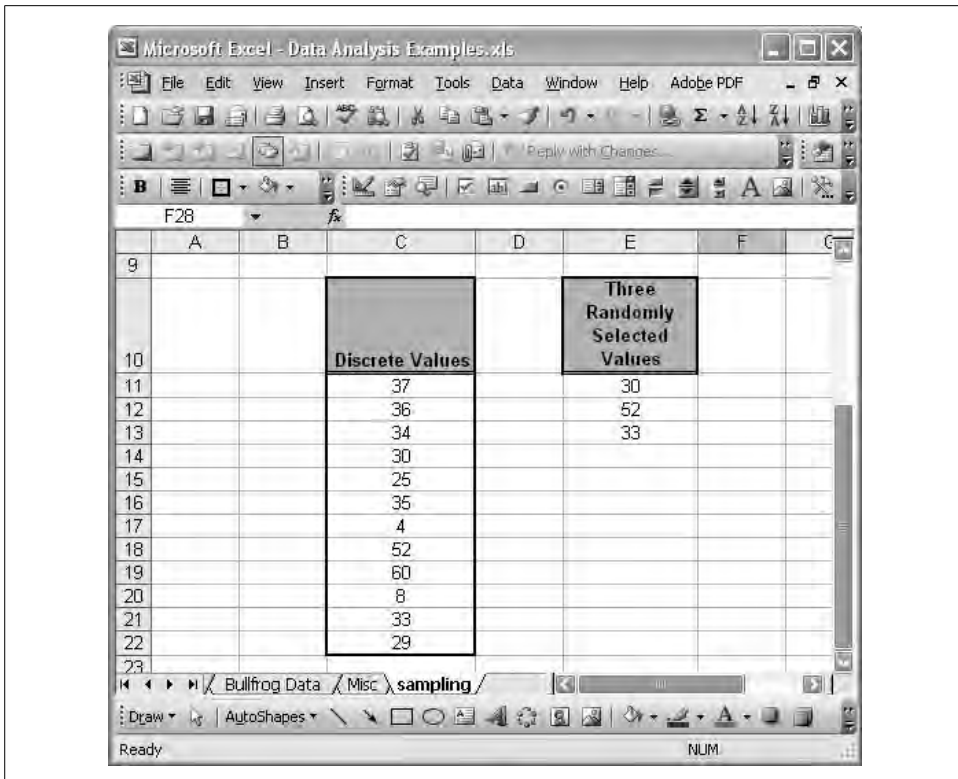 Microsoft Excel - Data Analysis Examples.xls
File Edit View Insert Format Tools Data Window Help Adobe PDF
Reply with Changes...
F28 fx
A B C D E F G
9
10 Discrete Values Three Randomly Selected Values
11 37 30
12 36 52
13 34 33
14 30
15 25
16 35
17 4
18 52
19 60
20 8
21 33
22 29
23
Bullfrog Data Misc sampling
Draw AutoShapes
Ready NUM